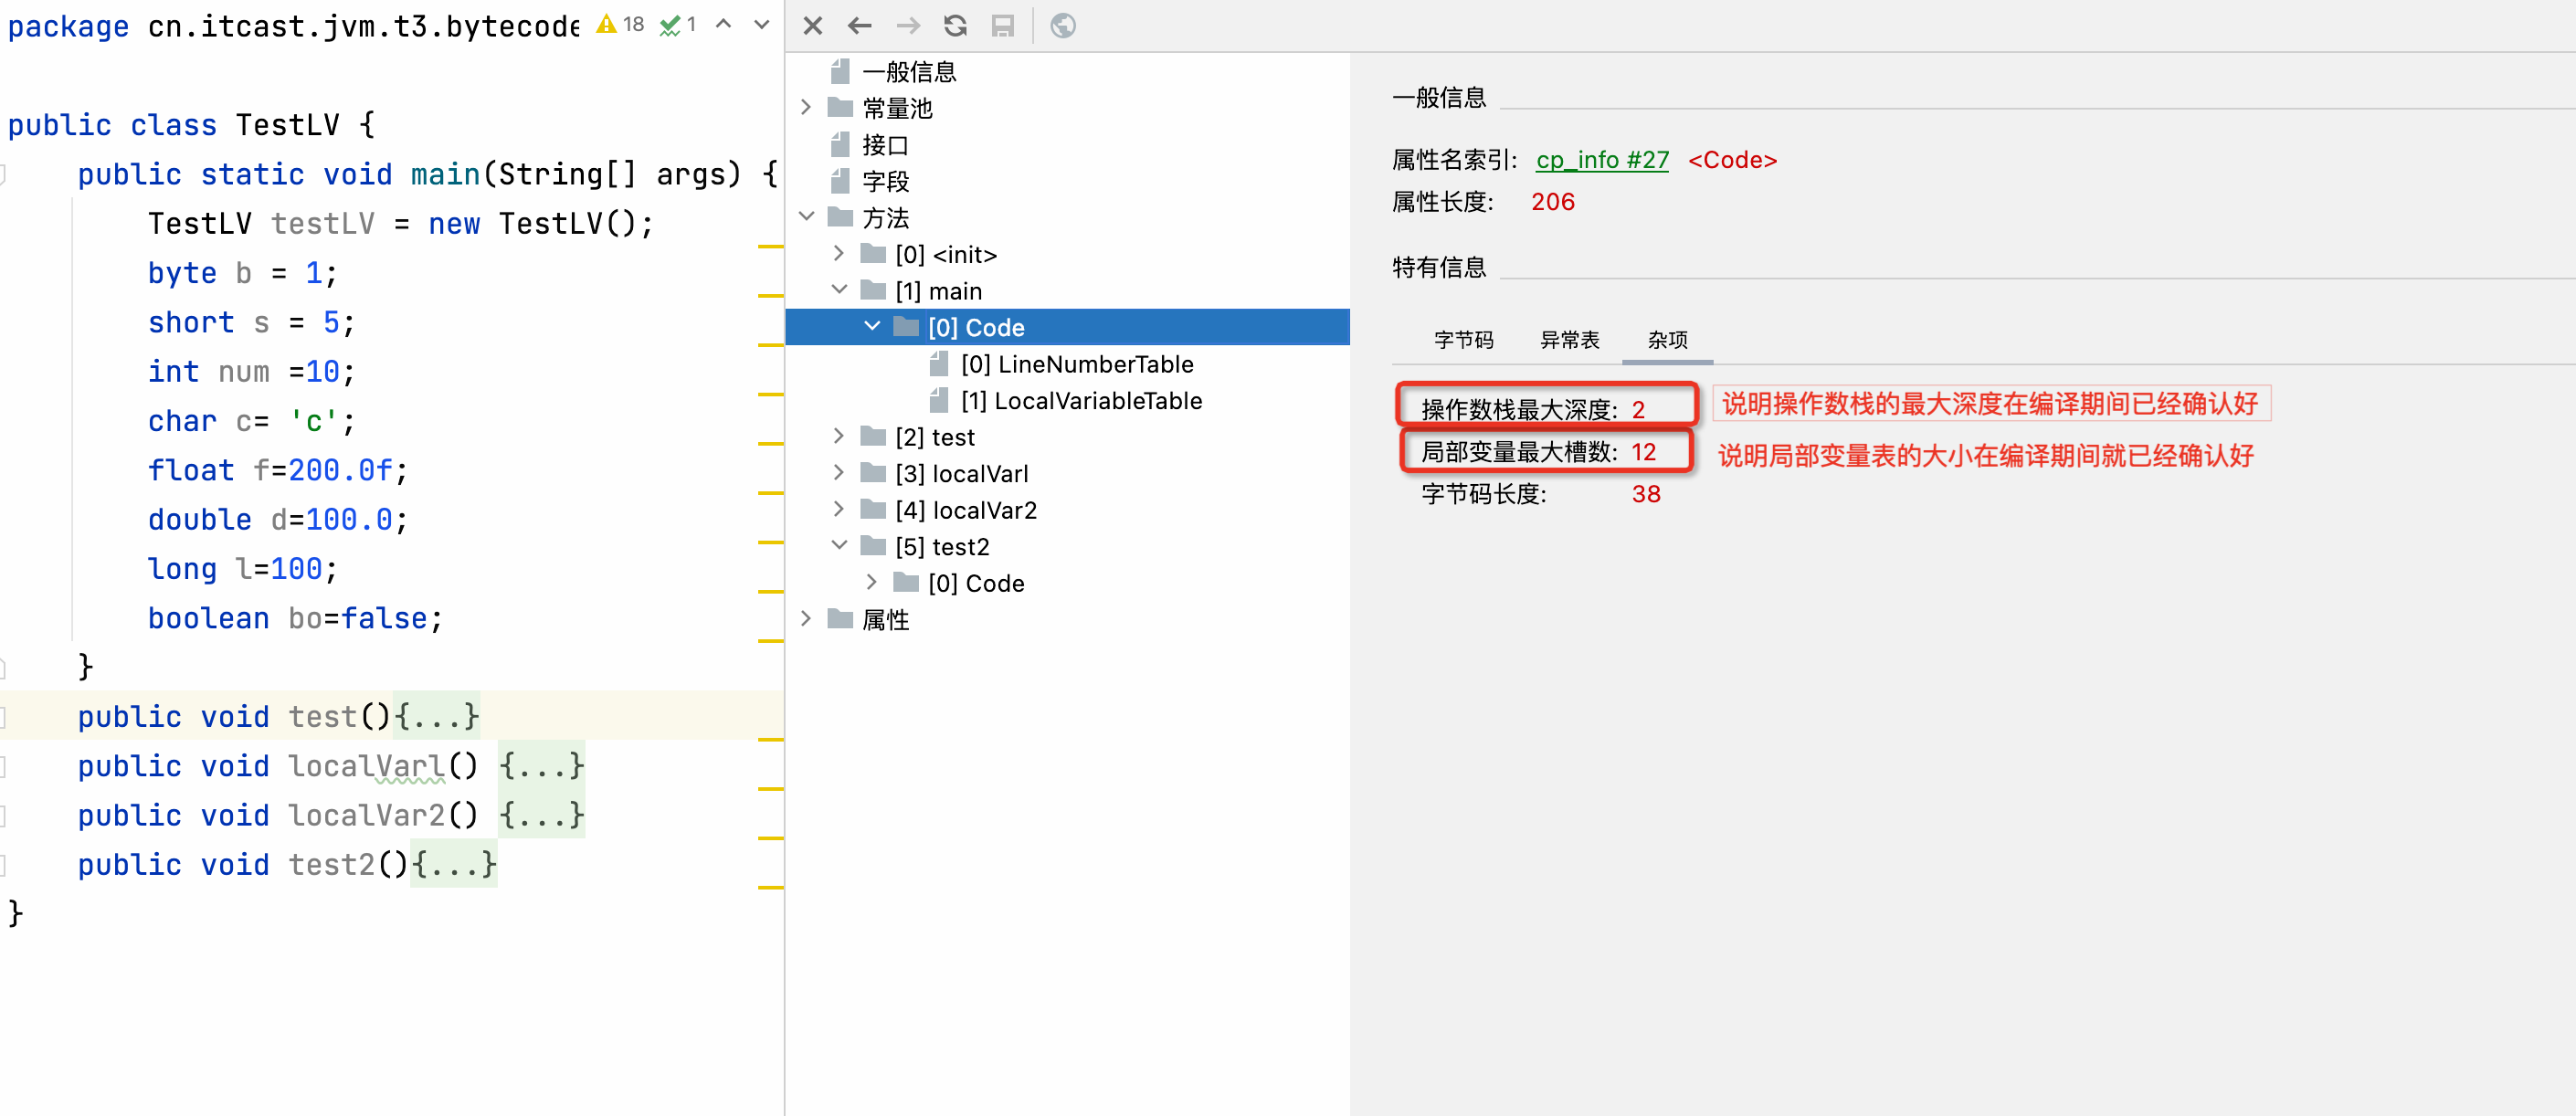 package cn.itcast.jvm.t3.bytecode
18 1
public class TestLV {
public static void main(String[] args) {
TestLV testLV = new TestLV();
byte b = 1;
short s = 5;
int num =10;
char c= 'c';
float f=200.0f;
double d=100.0;
long l=100;
boolean bo=false;
}
public void test(){...}
public void localVarl() {...}
public void localVar2() {...}
public void test2(){...}
}
一般信息
常量池
接口
字段
方法
[0] <init>
[1] main
[0] Code
[0] LineNumberTable
[1] LocalVariableTable
[2] test
[3] localVarl
[4] localVar2
[5] test2
[0] Code
属性
一般信息
属性名索引: cp_info #27 <Code>
属性长度: 206
特有信息
字节码 异常表 杂项
操作数栈最大深度: 2 说明操作数栈的最大深度在编译期间已经确认好
局部变量最大槽数: 12 说明局部变量表的大小在编译期间就已经确认好
字节码长度: 38